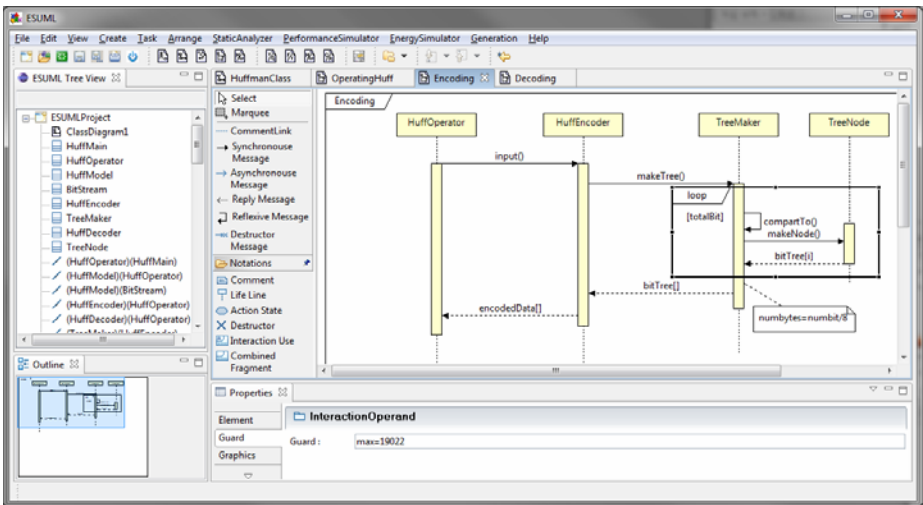 ESUML
File Edit View Create Task Arrange StaticAnalyzer PerformanceSimulator EnergySimulator Generation Help
ESUML Tree View
ESUMLProject
ClassDiagram1
HuffMain
HuffOperator
HuffModel
BitStream
HuffEncoder
TreeMaker
HuffDecoder
TreeNode
(HuffOperator)(HuffMain)
(HuffModel)(HuffOperator)
(HuffModel)(BitStream)
(HuffEncoder)(HuffOperator)
(HuffDecoder)(HuffOperator)
(TreeMaker)(HuffEncoder)
Outline
HuffmanClass OperatingHuff Encoding Decoding
Select
Marquee
CommentLink
Synchronouse
Message
Asynchronouse
Message
Reply Message
Reflexive Message
Destructor
Message
Notations
Comment
Life Line
Action State
Destructor
Interaction Use
Combined
Fragment
Encoding
HuffOperator HuffEncoder TreeMaker TreeNode
input()
makeTree()
loop
[totalBit]
compartTo()
makeNode()
bitTree[i]
bitTree[]
encodedData[]
numbytes=numbit/8
Properties
Element
Guard
Graphics
InteractionOperand
Guard :
max=19022